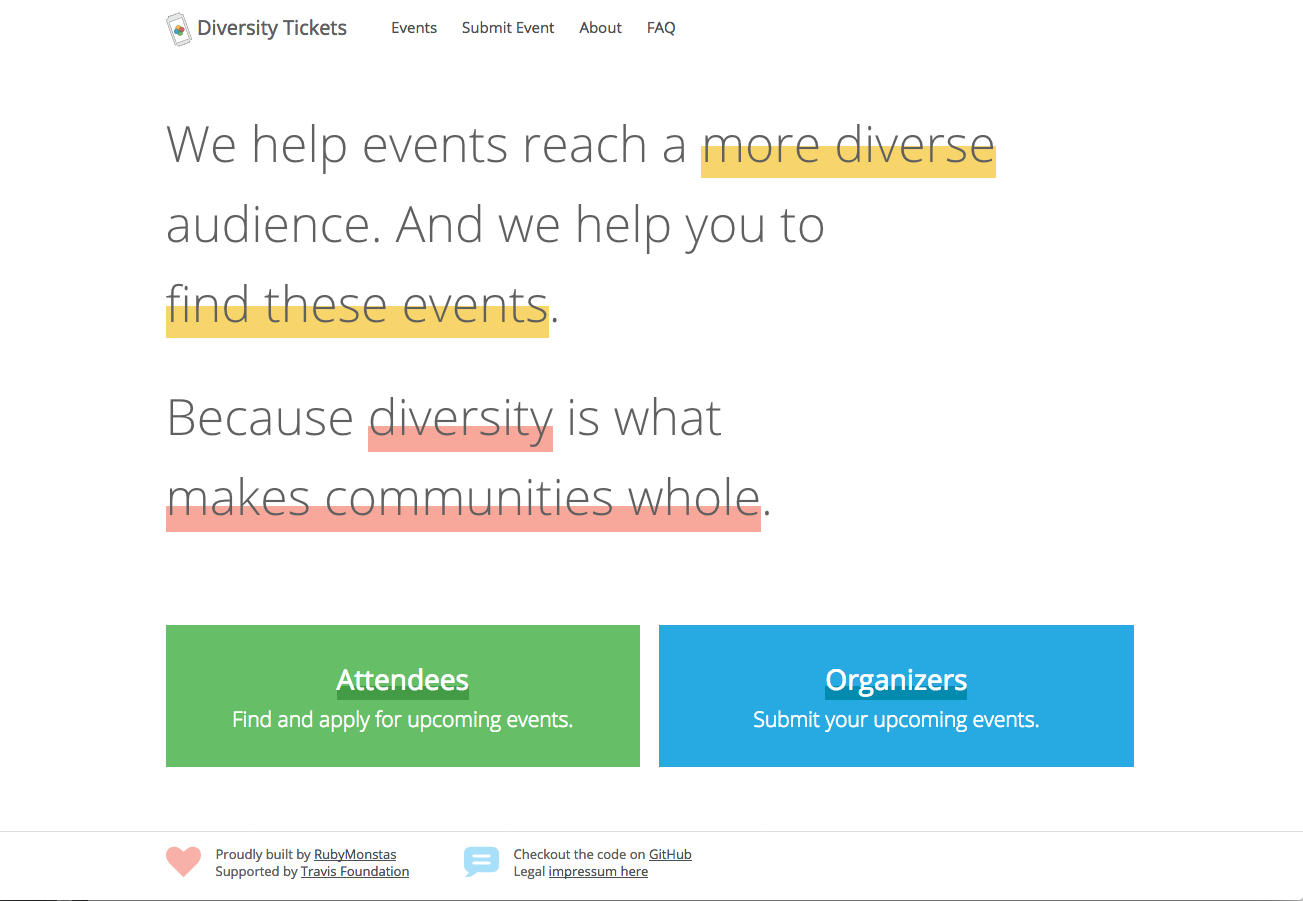 Diversity Tickets Events Submit Event About FAQ
We help events reach a more diverse
audience. And we help you to
find these events.
Because diversity is what
makes communities whole.
Attendees
Find and apply for upcoming events.
Organizers
Submit your upcoming events.
Proudly built by RubyMonstas
Supported by Travis Foundation
Checkout the code on GitHub
Legal impressum here